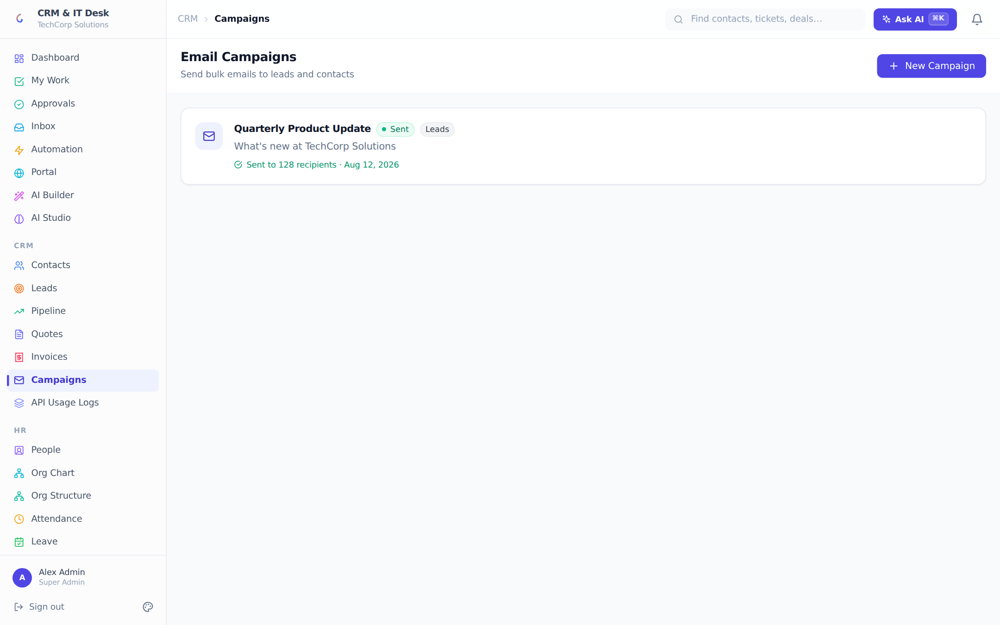 CRM & IT Desk
TechCorp Solutions
CRM > Campaigns
Find contacts, tickets, deals...
Ask AI ⌘K
Dashboard
My Work
Approvals
Inbox
Automation
Portal
AI Builder
AI Studio
CRM
Contacts
Leads
Pipeline
Quotes
Invoices
Campaigns
API Usage Logs
HR
People
Org Chart
Org Structure
Attendance
Leave
A
Alex Admin
Super Admin
Sign out
Email Campaigns
Send bulk emails to leads and contacts
New Campaign
Quarterly Product Update Sent Leads
What's new at TechCorp Solutions
Sent to 128 recipients · Aug 12, 2026